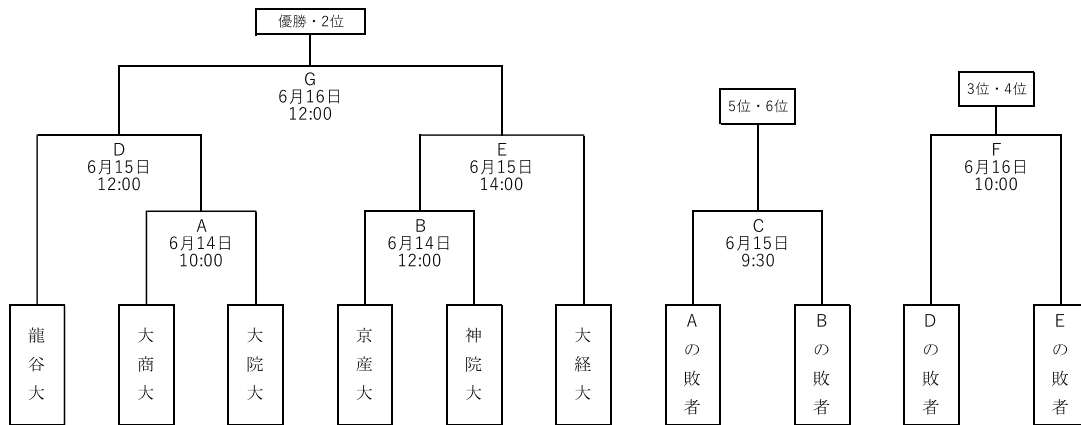 優勝・2位
G
6月16日
12:00
D
6月15日
12:00
E
6月15日
14:00
A
6月14日
10:00
B
6月14日
12:00
龍谷大
大商大
大院大
京産大
神院大
大経大
5位・6位
C
6月15日
9:30
Aの敗者
Bの敗者
3位・4位
F
6月16日
10:00
Dの敗者
Eの敗者